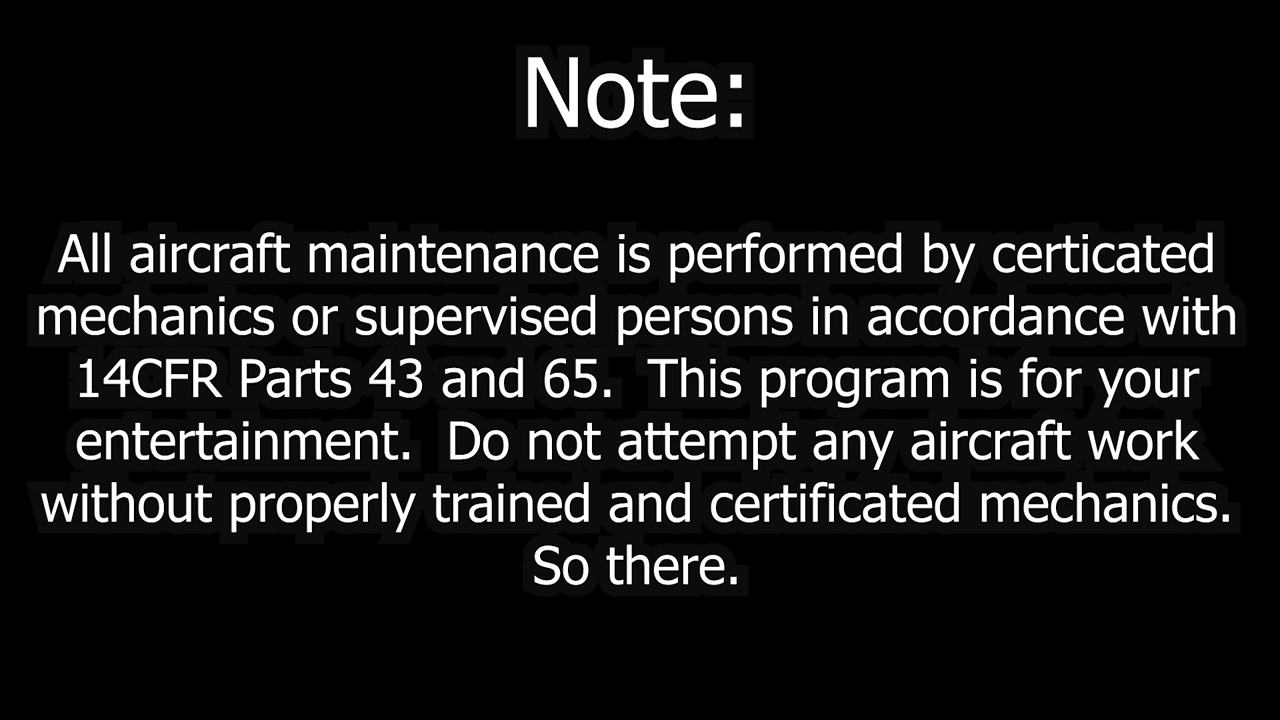 Note:
All aircraft maintenance is performed by certicated
mechanics or supervised persons in accordance with
14CFR Parts 43 and 65.  This program is for your
entertainment.  Do not attempt any aircraft work
without properly trained and certificated mechanics.
So there.